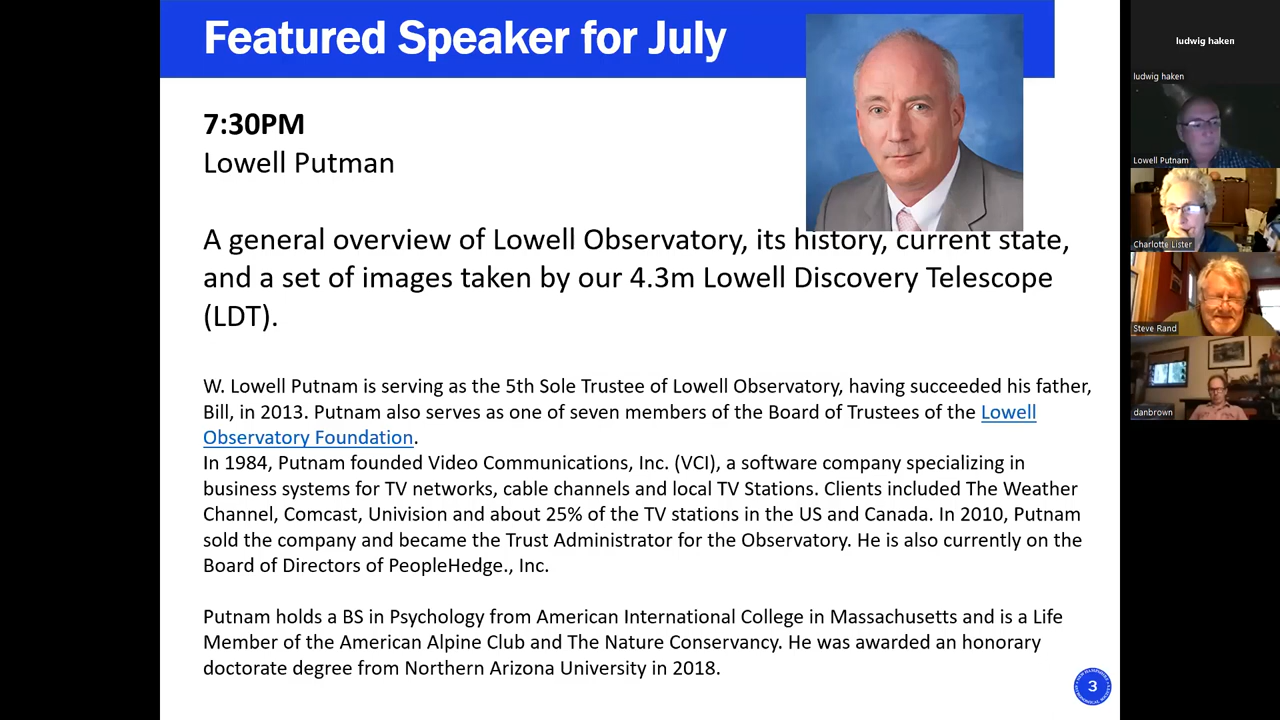 Featured Speaker for July
7:30PM
Lowell Putman
A general overview of Lowell Observatory, its history, current state,
and a set of images taken by our 4.3m Lowell Discovery Telescope
(LDT).
W. Lowell Putnam is serving as the 5th Sole Trustee of Lowell Observatory, having succeeded his father,
Bill, in 2013. Putnam also serves as one of seven members of the Board of Trustees of the Lowell
Observatory Foundation.
In 1984, Putnam founded Video Communications, Inc. (VCI), a software company specializing in
business systems for TV networks, cable channels and local TV Stations. Clients included The Weather
Channel, Comcast, Univision and about 25% of the TV stations in the US and Canada. In 2010, Putnam
sold the company and became the Trust Administrator for the Observatory. He is also currently on the
Board of Directors of PeopleHedge., Inc.
Putnam holds a BS in Psychology from American International College in Massachusetts and is a Life
Member of the American Alpine Club and The Nature Conservancy. He was awarded an honorary
doctorate degree from Northern Arizona University in 2018.
3
ludwig haken
ludwig haken
Lowell Putnam
Charlotte Lister
Steve Rand
danbrown